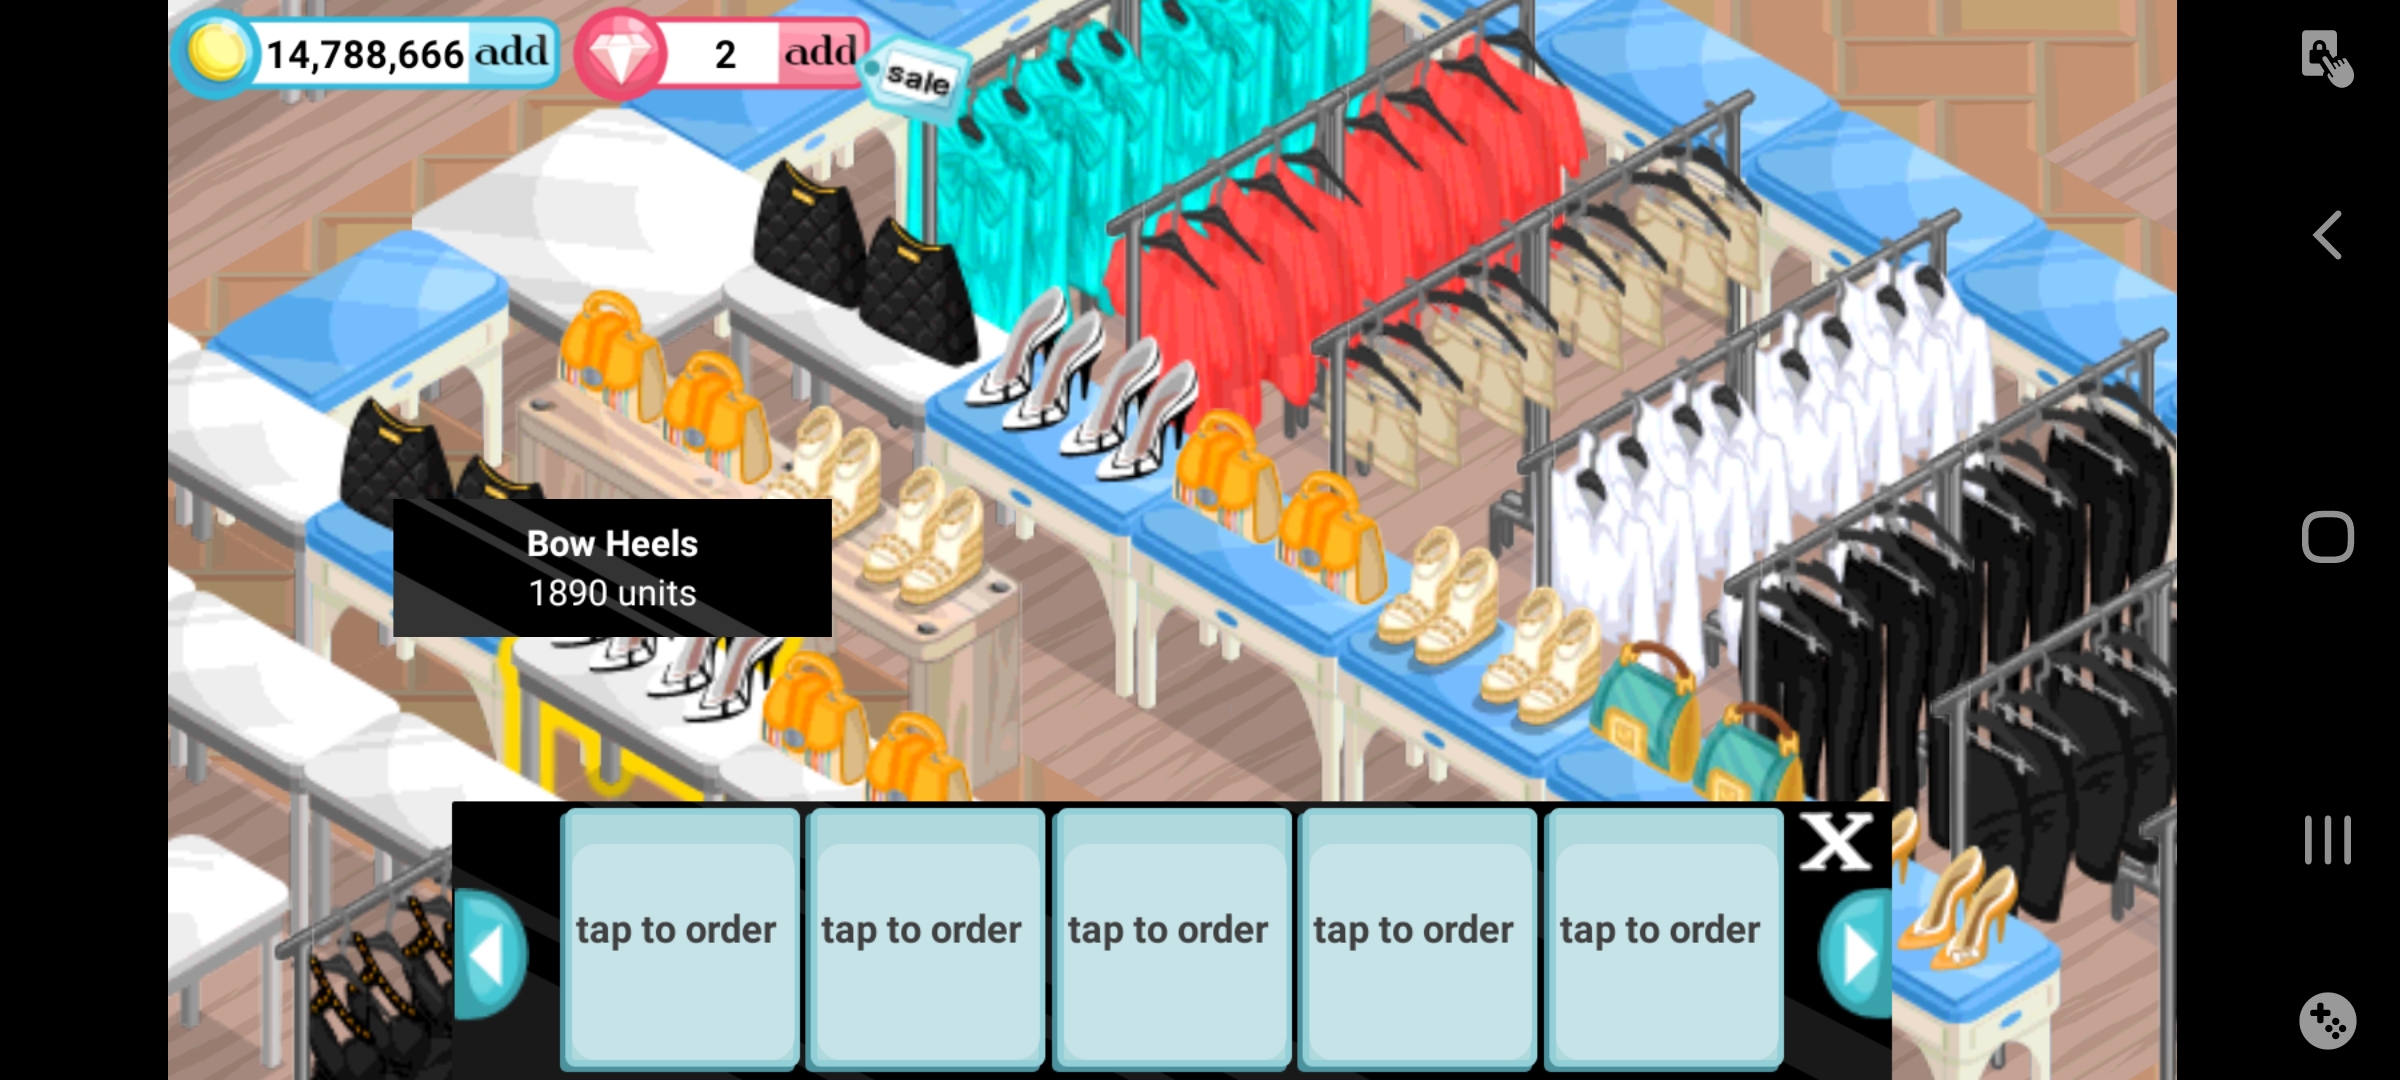 14,788,666 add
2 add
sale
Bow Heels
1890 units
X
tap to order
tap to order
tap to order
tap to order
tap to order